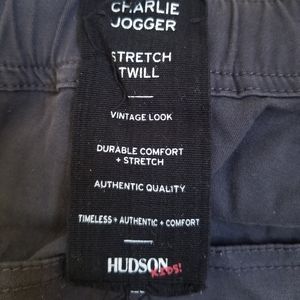 CHARLIE
JOGGER
STRETCH
TWILL
VINTAGE LOOK
DURABLE COMFORT
+ STRETCH
AUTHENTIC QUALITY
TIMELESS + AUTHENTIC + COMFORT
HUDSON KIDS!